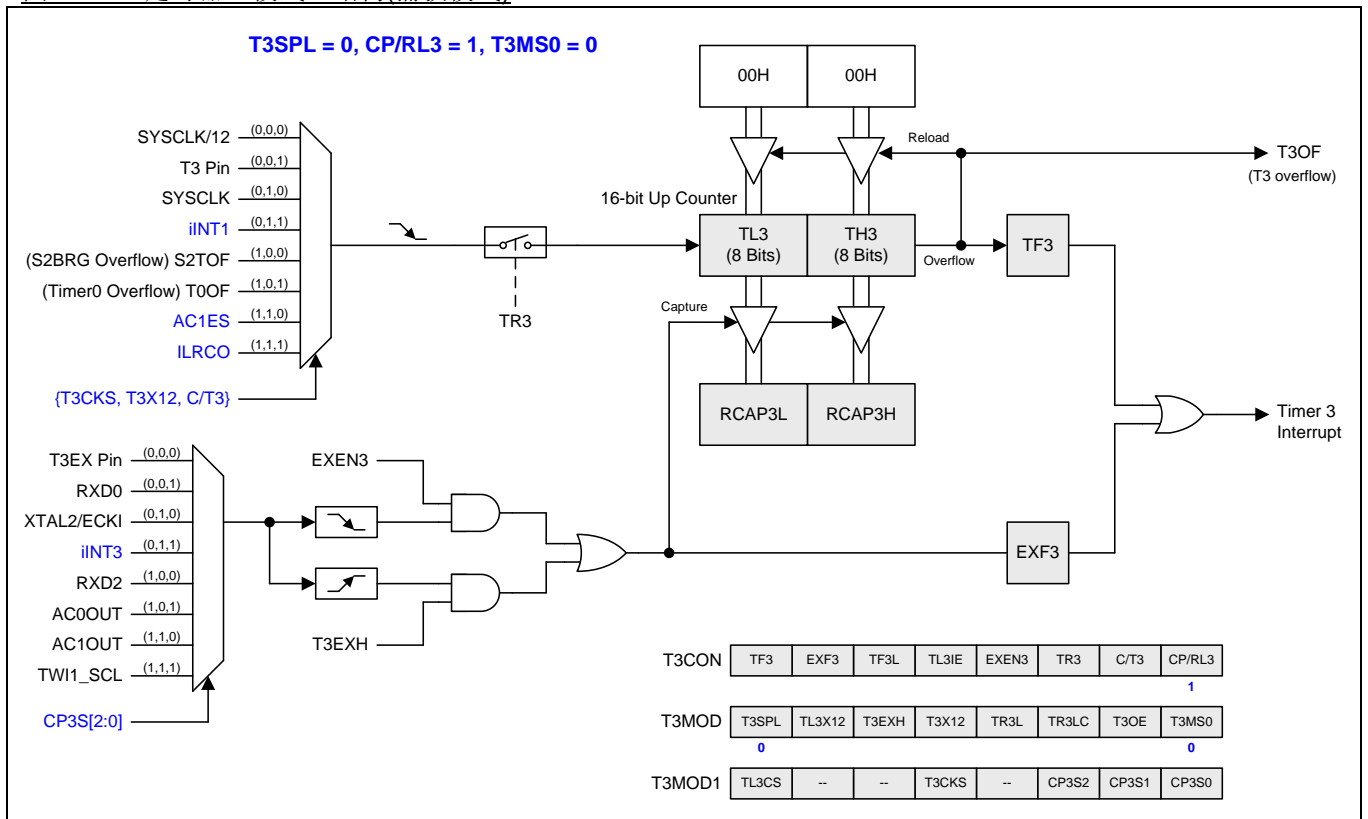 T3SPL = 0, CP/RL3 = 1, T3MS0 = 0
00H 00H
SYSCLK/12 (0,0,0)
T3 Pin (0,0,1)
SYSCLK (0,1,0)
iINT1 (0,1,1)
(S2BRG Overflow) S2TOF (1,0,0)
(Timer0 Overflow) T0OF (1,0,1)
AC1ES (1,1,0)
ILRCO (1,1,1)
{T3CKS, T3X12, C/T3}
TR3
Reload
T3OF
(T3 overflow)
16-bit Up Counter
TL3
(8 Bits)
TH3
(8 Bits)
Overflow
TF3
Capture
RCAP3L RCAP3H
Timer 3
Interrupt
T3EX Pin (0,0,0)
RXD0 (0,0,1)
XTAL2/ECKI (0,1,0)
iINT3 (0,1,1)
RXD2 (1,0,0)
AC0OUT (1,0,1)
AC1OUT (1,1,0)
TWI1_SCL (1,1,1)
CP3S[2:0]
EXEN3
T3EXH
EXF3
T3CON TF3 EXF3 TF3L TL3IE EXEN3 TR3 C/T3 CP/RL3
1
T3MOD T3SPL TL3X12 T3EXH T3X12 TR3L TR3LC T3OE T3MS0
0 0
T3MOD1 TL3CS -- -- T3CKS -- CP3S2 CP3S1 CP3S0